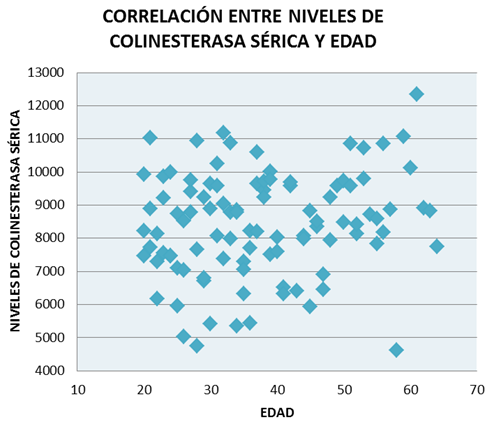 CORRELACIÓN ENTRE NIVELES DE
COLINESTERASA SÉRICA Y EDAD
NIVELES DE COLINESTERASA SÉRICA
13000
12000
11000
10000
9000
8000
7000
6000
5000
4000
10 20 30 40 50 60 70
EDAD